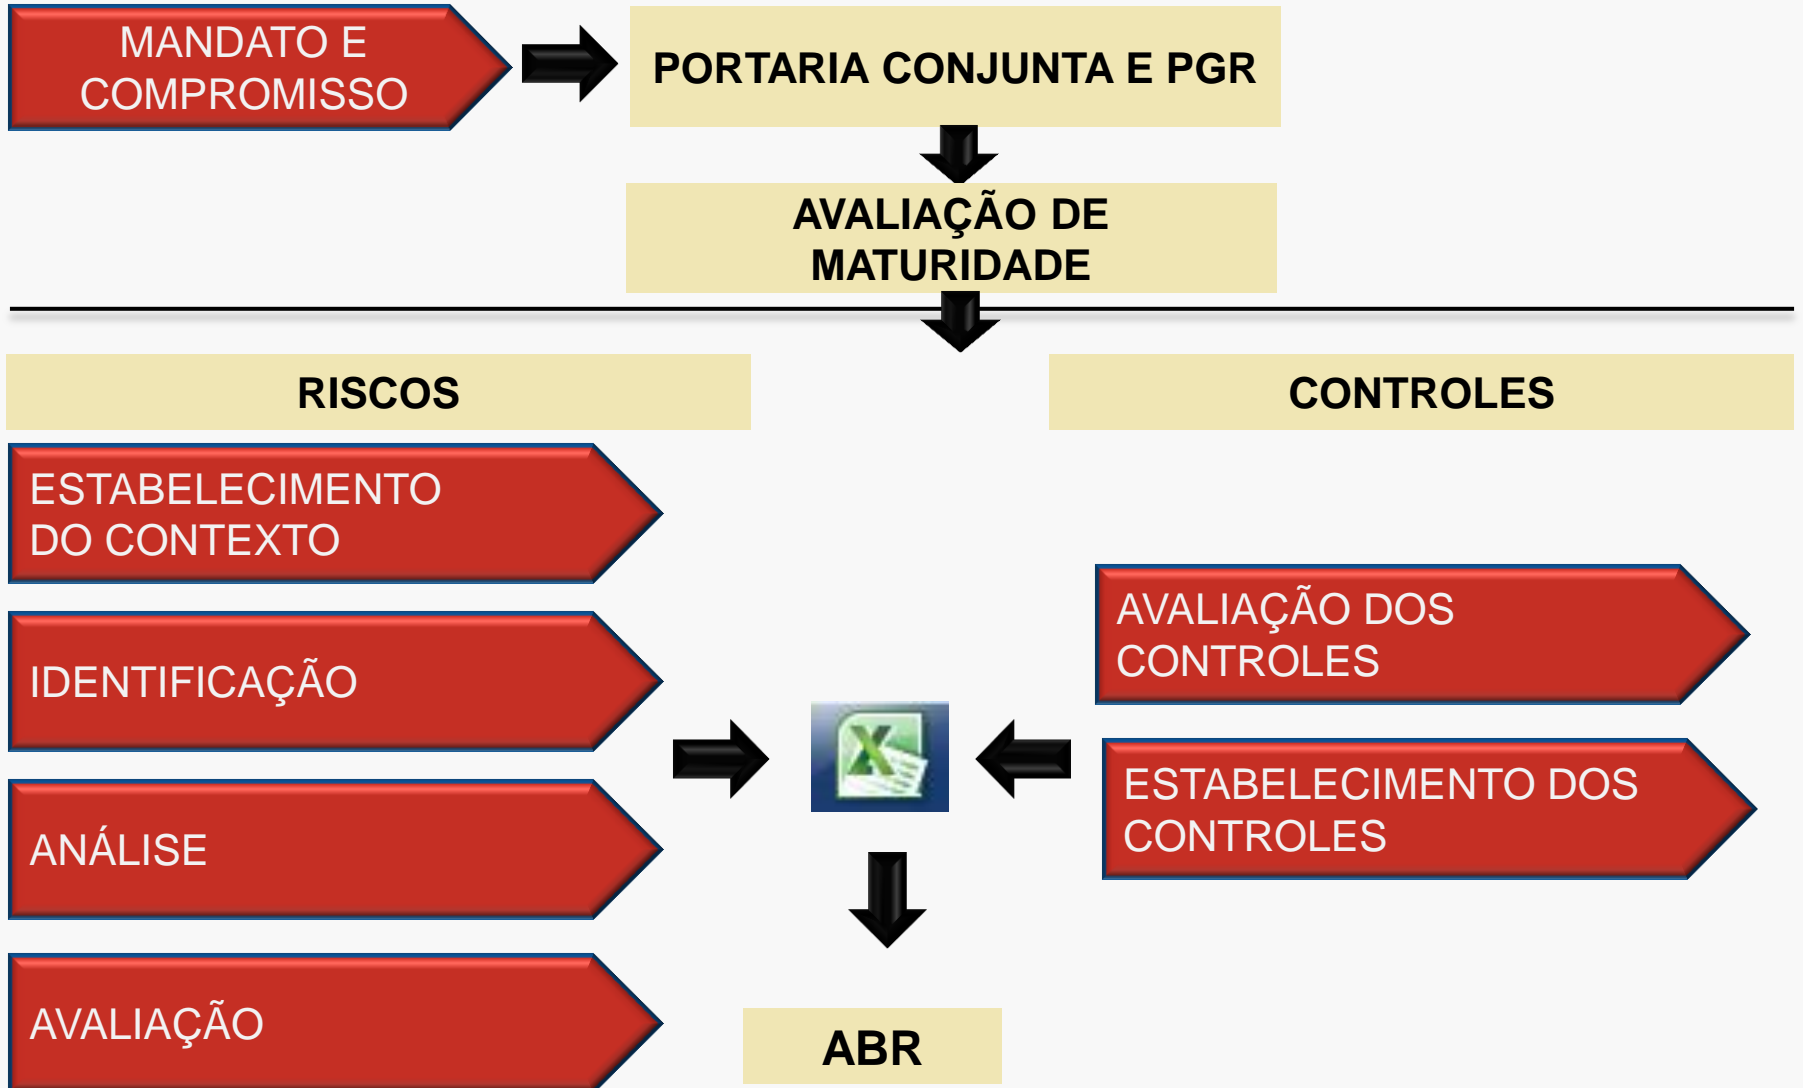 MANDATO E
COMPROMISSO
PORTARIA CONJUNTA E PGR
AVALIAÇÃO DE
MATURIDADE
RISCOS
CONTROLES
ESTABELECIMENTO
DO CONTEXTO
IDENTIFICAÇÃO
ANÁLISE
AVALIAÇÃO
AVALIAÇÃO DOS
CONTROLES
ESTABELECIMENTO DOS
CONTROLES
X
ABR